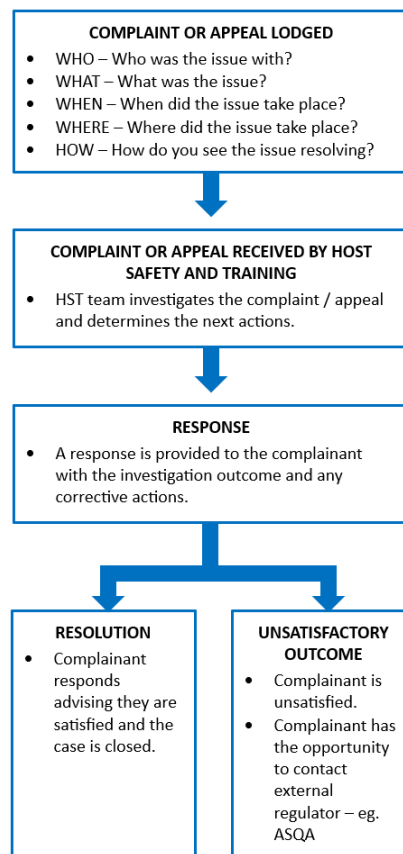 COMPLAINT OR APPEAL LODGED
• WHO – Who was the issue with?
• WHAT – What was the issue?
• WHEN – When did the issue take place?
• WHERE – Where did the issue take place?
• HOW – How do you see the issue resolving?
COMPLAINT OR APPEAL RECEIVED BY HOST
SAFETY AND TRAINING
• HST team investigates the complaint / appeal
and determines the next actions.
RESPONSE
• A response is provided to the complainant
with the investigation outcome and any
corrective actions.
RESOLUTION
• Complainant
responds
advising they are
satisfied and the
case is closed.
UNSATISFACTORY
OUTCOME
• Complainant is
unsatisfied.
• Complainant has
the opportunity
to contact
external
regulator – eg.
ASQA